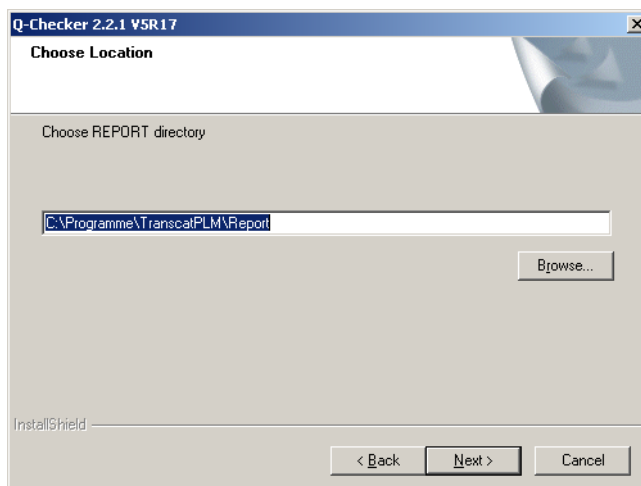 Q-Checker 2.2.1 V5R17
Choose Location
Choose REPORT directory
C:\Programme\TranscatPLM\Report
Browse...
InstallShield
< Back
Next >
Cancel